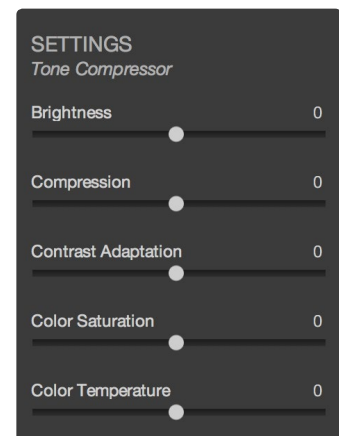 SETTINGS
Tone Compressor
Brightness 0
Compression 0
Contrast Adaptation 0
Color Saturation 0
Color Temperature 0